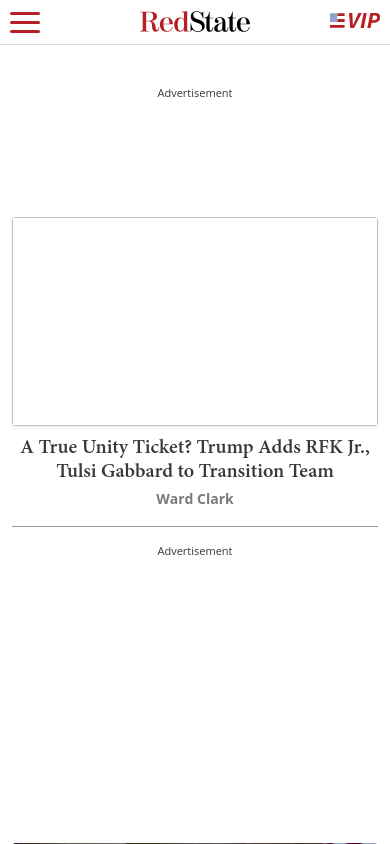 RedState
VIP
Advertisement
A True Unity Ticket? Trump Adds RFK Jr.,
Tulsi Gabbard to Transition Team
Ward Clark
Advertisement